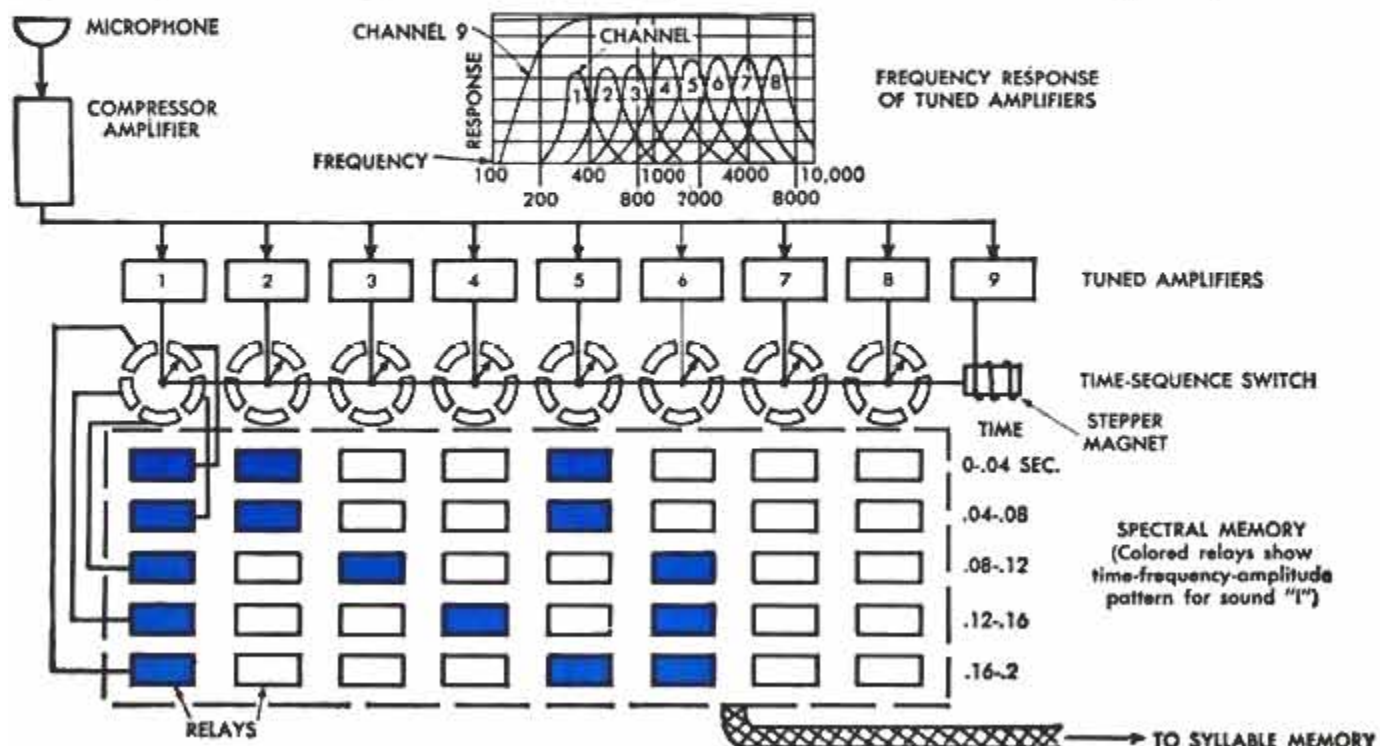 MICROPHONE
CHANNEL 9
CHANNEL
COMPRESSOR
AMPLIFIER
RESPONSE
1 2 3 4 5 6 7 8
FREQUENCY RESPONSE
OF TUNED AMPLIFIERS
FREQUENCY
100 400 1000 4000 10,000
200 800 2000 8000
1 2 3 4 5 6 7 8 9
TUNED AMPLIFIERS
TIME-SEQUENCE SWITCH
STEPPER
MAGNET
TIME
0-.04 SEC.
.04-.08
.08-.12
.12-.16
.16-.2
SPECTRAL MEMORY
(Colored relays show
time-frequency-amplitude
pattern for sound "I")
RELAYS
TO SYLLABLE MEMORY